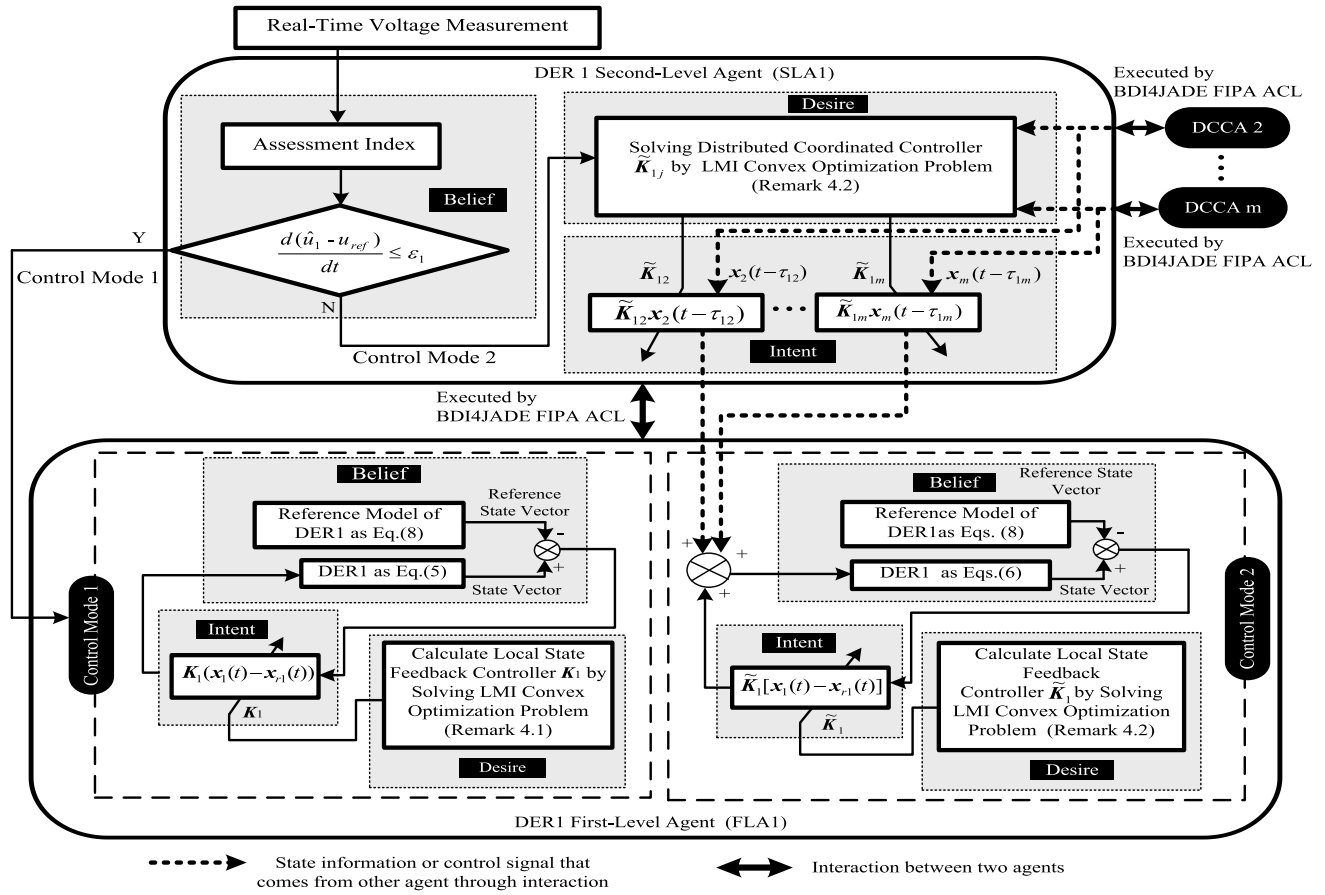 Real-Time Voltage Measurement
DER 1 Second-Level Agent (SLA1)
Executed by
BDI4JADE FIPA ACL
DCCA 2
DCCA m
Executed by
BDI4JADE FIPA ACL
Assessment Index
Belief
d(û₁ - u_ref)
dt
≤ ε₁
Y
Control Mode 1
N
Control Mode 2
Desire
Solving Distributed Coordinated Controller
K̃₁ⱼ by LMI Convex Optimization Problem
(Remark 4.2)
K̃₁₂
x₂(t−τ₁₂)
K̃₁ₘ
xₘ(t−τ₁ₘ)
K̃₁₂x₂(t−τ₁₂)
K̃₁ₘxₘ(t−τ₁ₘ)
Intent
Executed by
BDI4JADE FIPA ACL
Control Mode 1
Belief
Reference Model of
DER1 as Eq.(8)
Reference
State Vector
-
+
DER1 as Eq.(5)
State Vector
Intent
K₁(x₁(t)−x_r1(t))
K₁
Calculate Local State
Feedback Controller K₁ by
Solving LMI Convex
Optimization Problem
(Remark 4.1)
Desire
Belief
Reference State
Vector
Reference Model of
DER1as Eqs. (8)
-
+
DER1 as Eqs.(6)
State Vector
+
+
+
Intent
K̃₁[x₁(t)−x_r1(t)]
K̃₁
Calculate Local State
Feedback
Controller K̃₁ by Solving
LMI Convex Optimization
Problem (Remark 4.2)
Desire
Control Mode 2
DER1 First-Level Agent (FLA1)
State information or control signal that
comes from other agent through interaction
Interaction between two agents